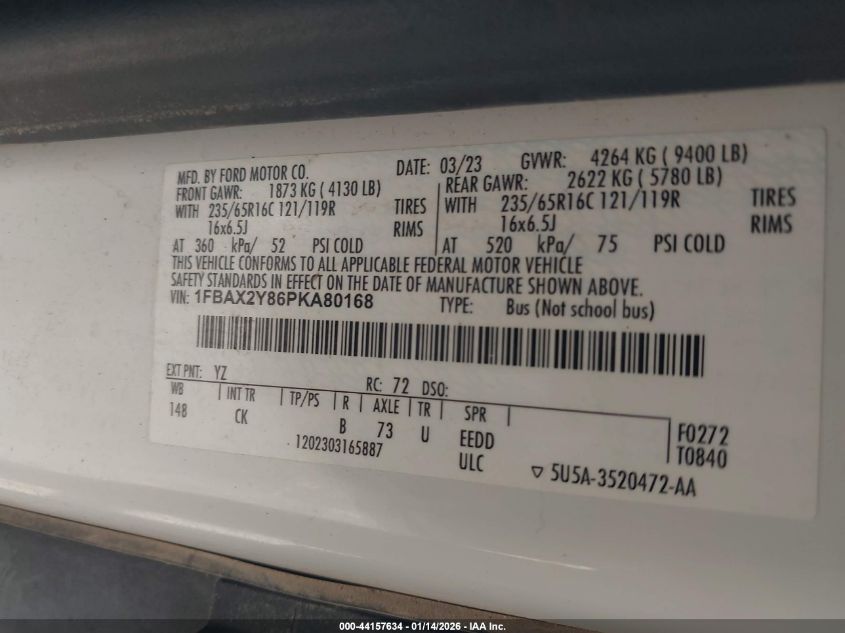 MFD. BY FORD MOTOR CO. DATE: 03/23 GVWR: 4264 KG ( 9400 LB)
FRONT GAWR: 1873 KG ( 4130 LB) REAR GAWR: 2622 KG ( 5780 LB)
WITH 235/65R16C 121/119R TIRES WITH 235/65R16C 121/119R TIRES
16x6.5J RIMS 16x6.5J RIMS
AT 360 kPa/ 52 PSI COLD AT 520 kPa/ 75 PSI COLD
THIS VEHICLE CONFORMS TO ALL APPLICABLE FEDERAL MOTOR VEHICLE
SAFETY STANDARDS IN EFFECT ON THE DATE OF MANUFACTURE SHOWN ABOVE.
VIN: 1FBAX2Y86PKA80168 TYPE: Bus (Not school bus)
EXT PNT: YZ RC: 72 DSO:
WB INT TR TP/PS R AXLE TR SPR
148 CK B 73 U EEDD F0272
1202303165887 ULC T0840
5U5A-3520472-AA
000-44157634 - 01/14/2026 - IAA Inc.